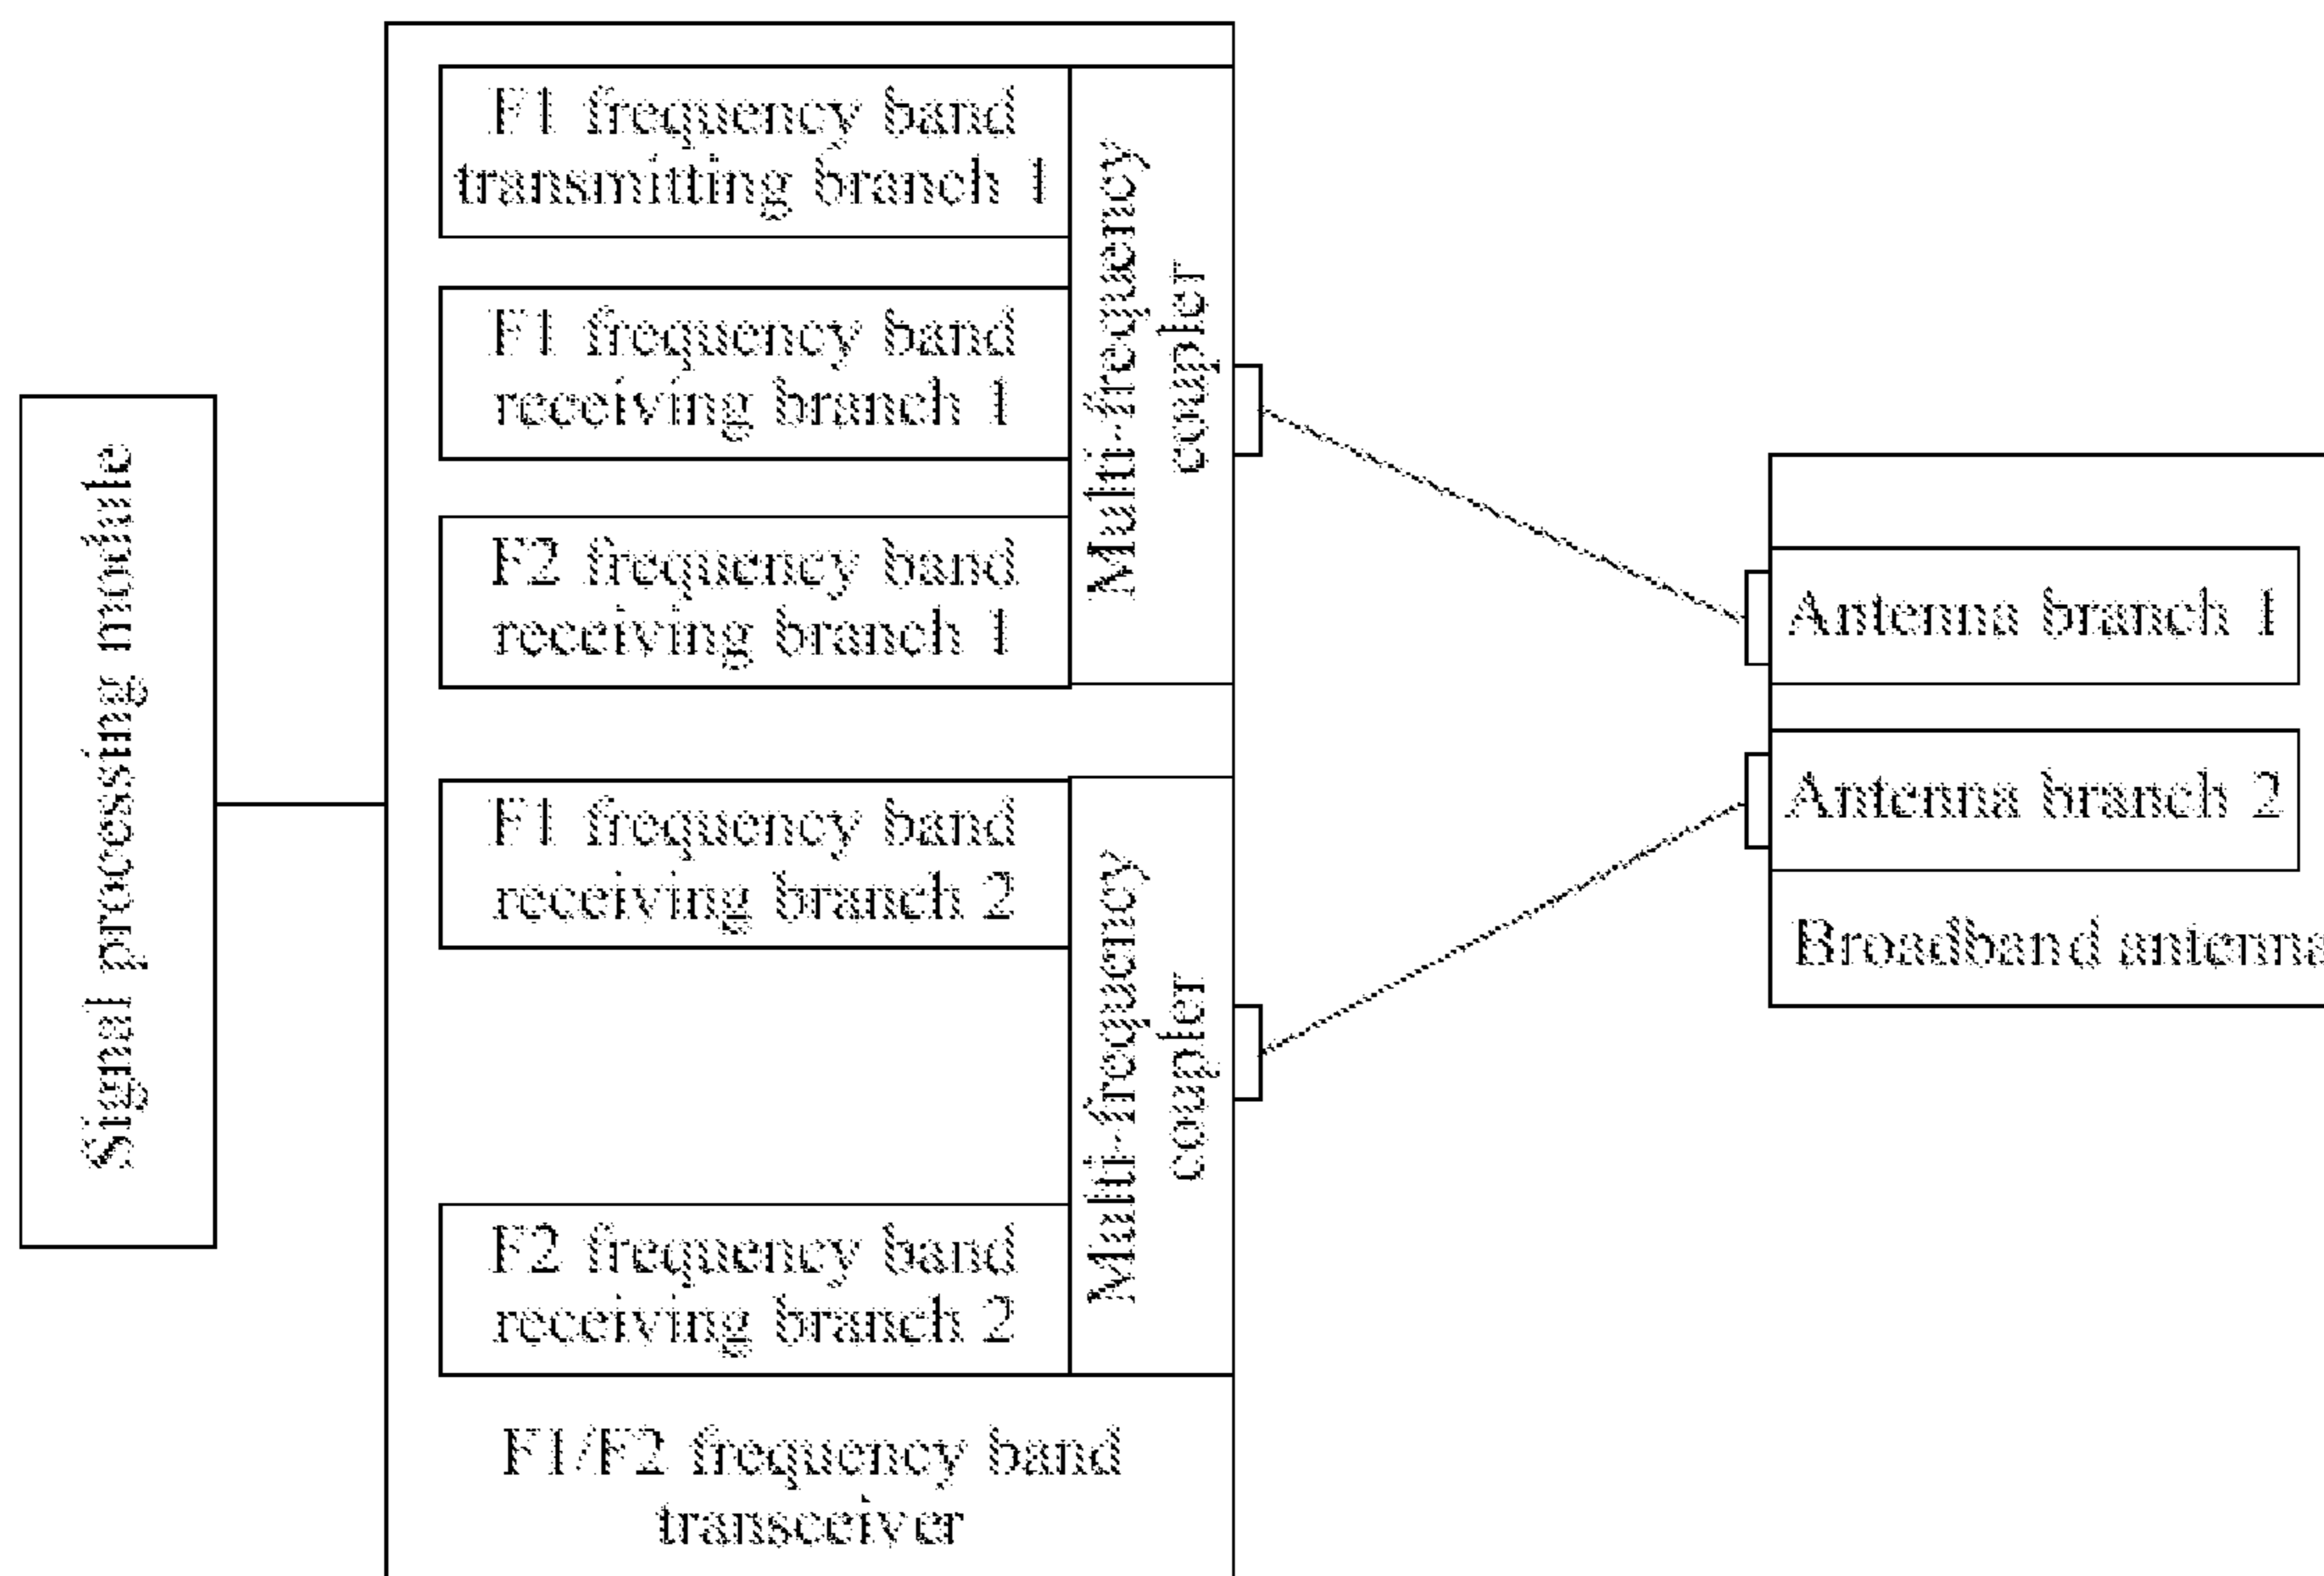 Signal processing module
F1 frequency band
transmitting branch 1
F1 frequency band
receiving branch 1
F2 frequency band
receiving branch 1
Multi-frequency
coupler
F1 frequency band
receiving branch 2
F2 frequency band
receiving branch 2
Multi-frequency
coupler
F1/F2 frequency band
transceiver
Antenna branch 1
Antenna branch 2
Broadband antenna